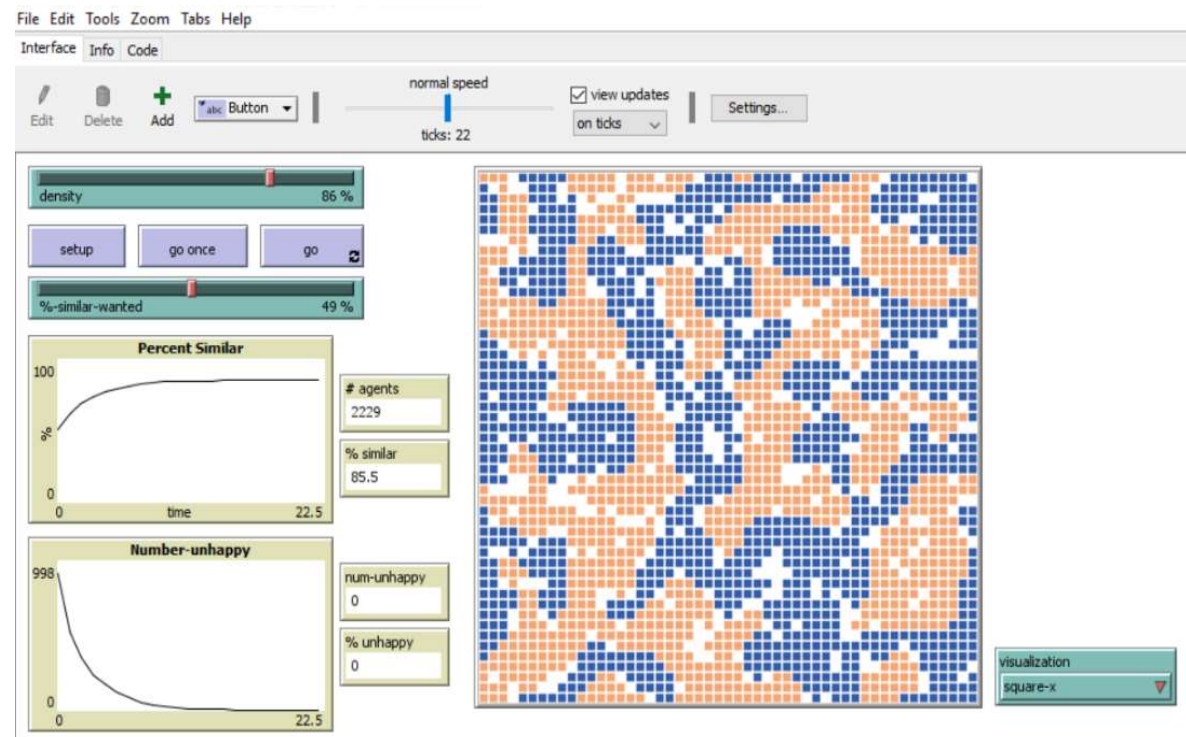 File Edit Tools Zoom Tabs Help
Interface Info Code
normal speed
view updates
Edit Delete Add abc Button
on ticks
Settings...
ticks: 22
density 86 %
setup go once go
%-similar-wanted 49 %
Percent Similar
100
%
0
0 time 22.5
# agents
2229
% similar
85.5
Number-unhappy
998
0
0 22.5
num-unhappy
0
% unhappy
0
visualization
square-x